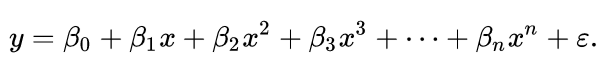 y = β₀ + β₁x + β₂x² + β₃x³ + ⋯ + βₙxⁿ + ε.